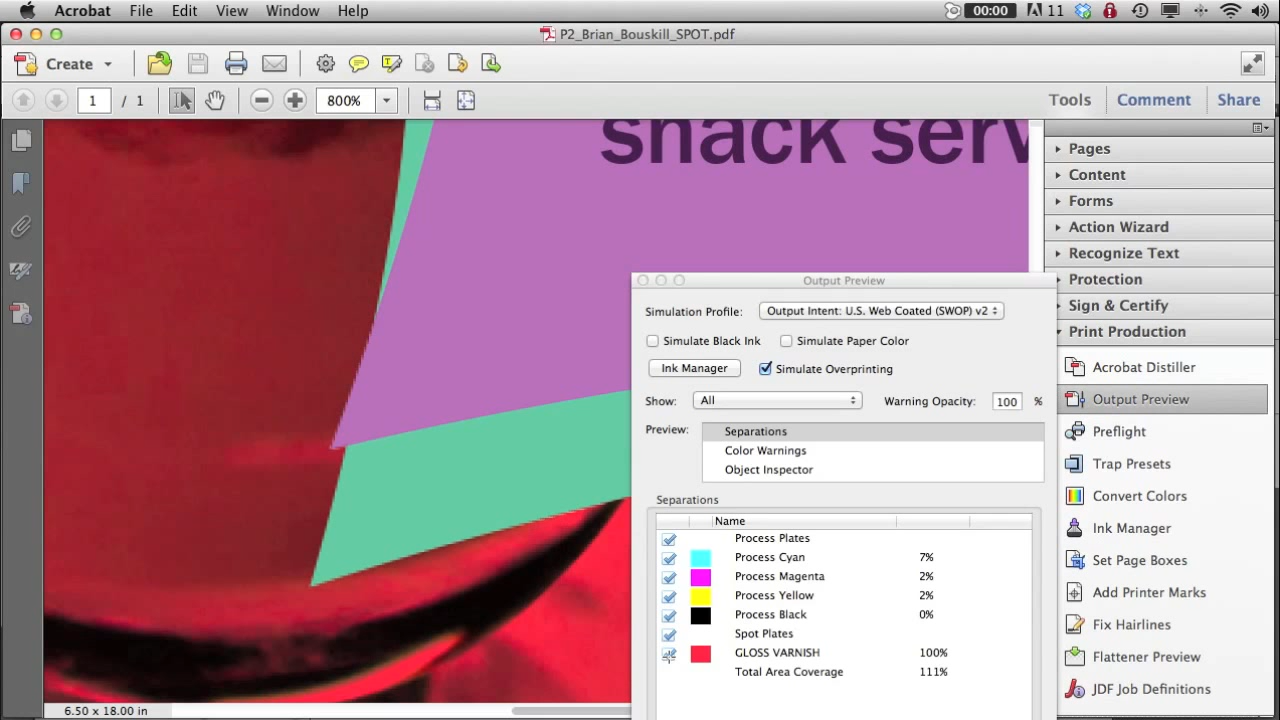 Acrobat File Edit View Window Help 00:00 11
P2_Brian_Bouskill_SPOT.pdf
Create
1 / 1 800% Tools Comment Share
snack serv
Pages
Content
Forms
Action Wizard
Recognize Text
Protection
Sign & Certify
Print Production
Acrobat Distiller
Output Preview
Preflight
Trap Presets
Convert Colors
Ink Manager
Set Page Boxes
Add Printer Marks
Fix Hairlines
Flattener Preview
JDF Job Definitions
Output Preview
Simulation Profile: Output Intent: U.S. Web Coated (SWOP) v2
Simulate Black Ink Simulate Paper Color
Ink Manager Simulate Overprinting
Show: All Warning Opacity: 100 %
Preview: Separations
Color Warnings
Object Inspector
Separations
Name
Process Plates
Process Cyan 7%
Process Magenta 2%
Process Yellow 2%
Process Black 0%
Spot Plates
GLOSS VARNISH 100%
Total Area Coverage 111%
6.50 x 18.00 in